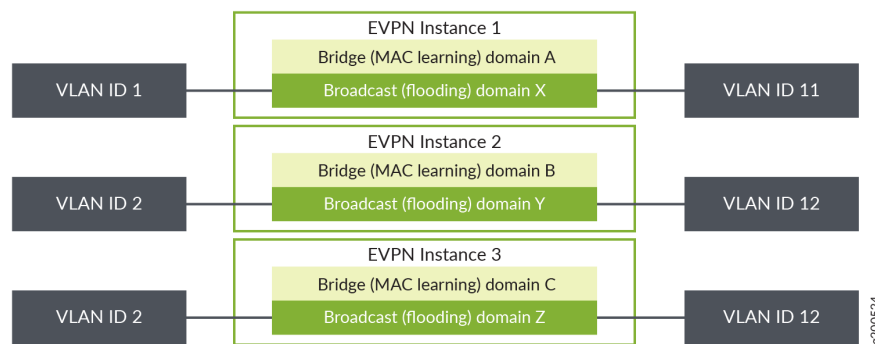 EVPN Instance 1
Bridge (MAC learning) domain A
VLAN ID 1
Broadcast (flooding) domain X
VLAN ID 11
EVPN Instance 2
Bridge (MAC learning) domain B
VLAN ID 2
Broadcast (flooding) domain Y
VLAN ID 12
EVPN Instance 3
Bridge (MAC learning) domain C
VLAN ID 2
Broadcast (flooding) domain Z
VLAN ID 12